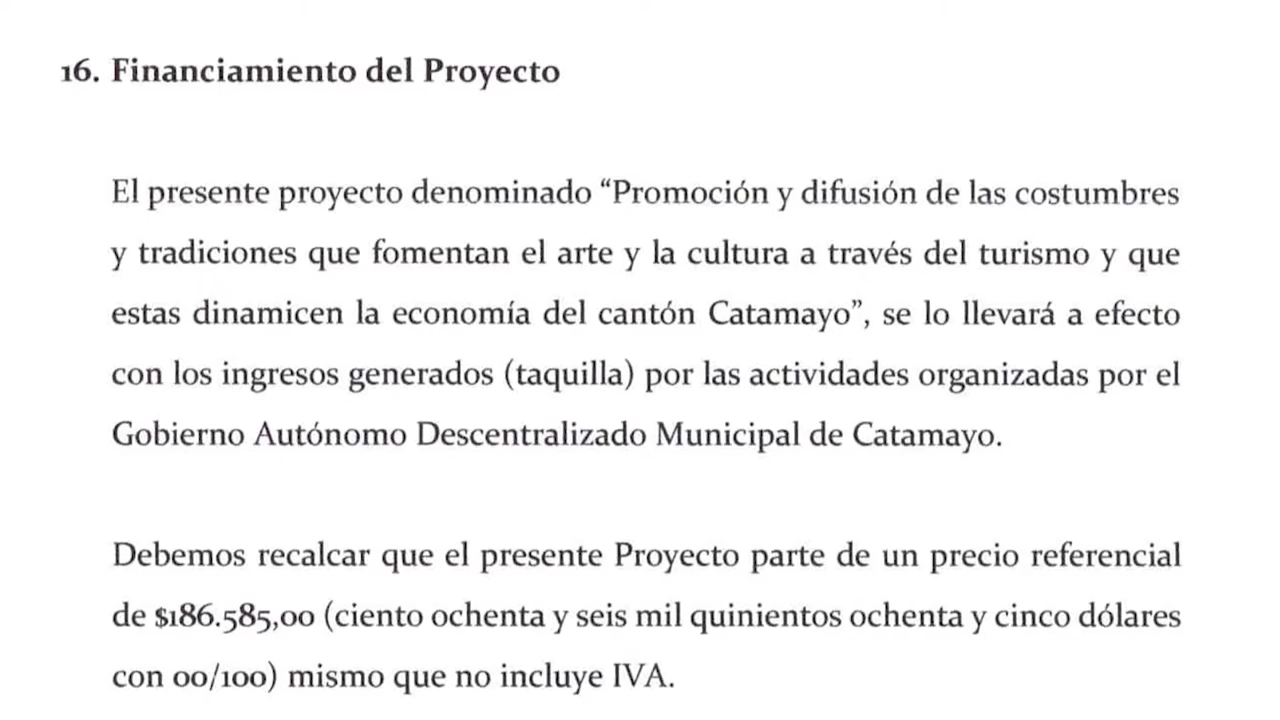 16. Financiamiento del Proyecto
El presente proyecto denominado “Promoción y difusión de las costumbres
y tradiciones que fomentan el arte y la cultura a través del turismo y que
estas dinamicen la economía del cantón Catamayo”, se lo llevará a efecto
con los ingresos generados (taquilla) por las actividades organizadas por el
Gobierno Autónomo Descentralizado Municipal de Catamayo.
Debemos recalcar que el presente Proyecto parte de un precio referencial
de $186.585,00 (ciento ochenta y seis mil quinientos ochenta y cinco dólares
con 00/100) mismo que no incluye IVA.